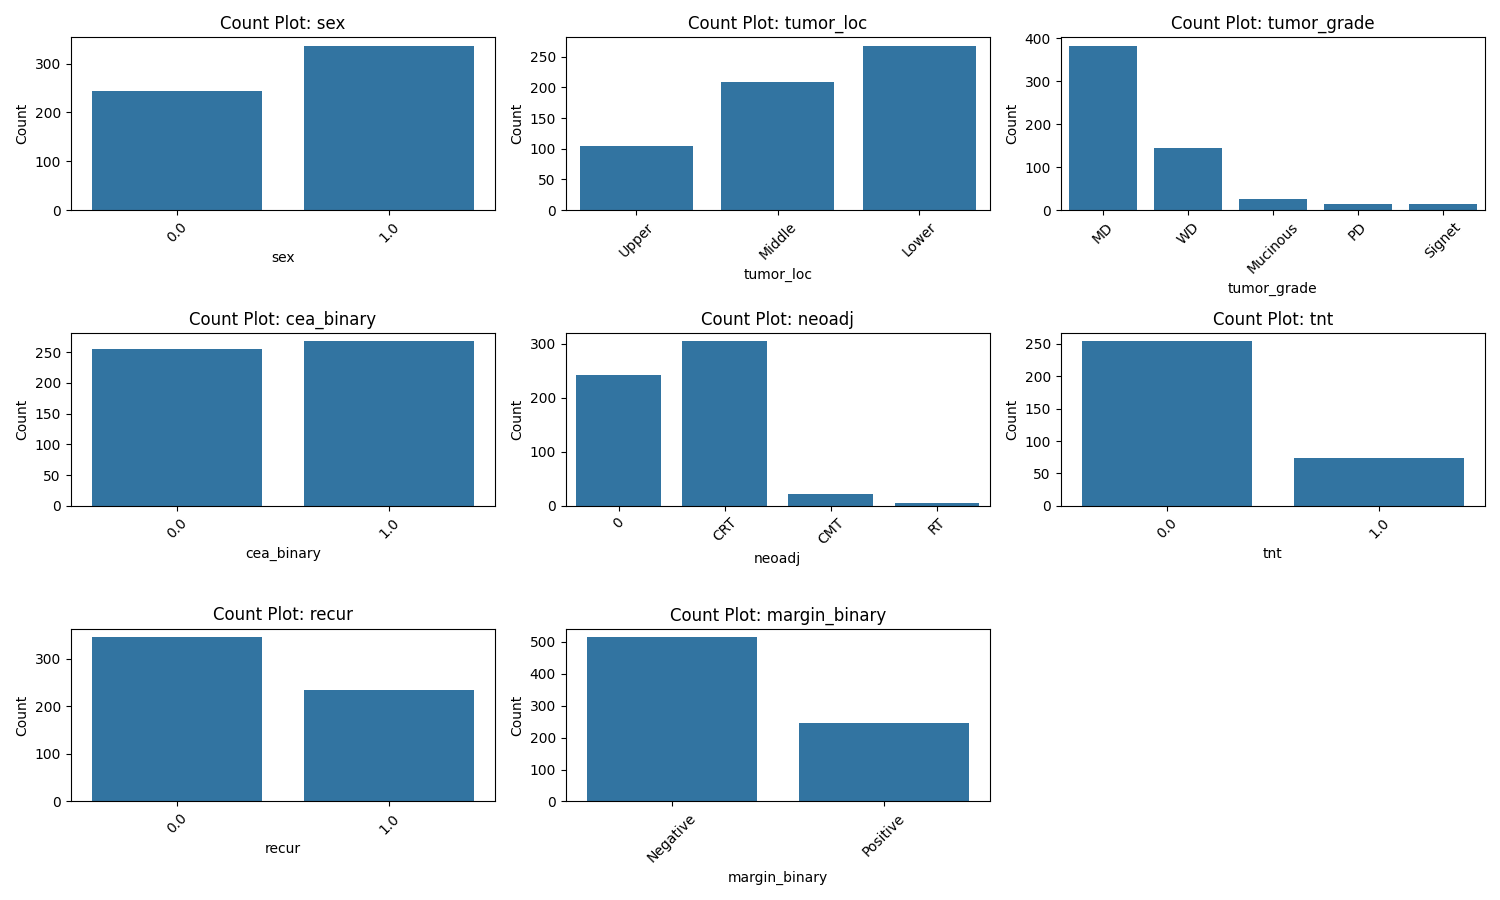 Count Plot: sex
Count
300
200
100
0
0.0
1.0
sex
Count Plot: tumor_loc
Count
250
200
150
100
50
0
Upper
Middle
Lower
tumor_loc
Count Plot: tumor_grade
Count
400
300
200
100
0
MD
WD
Mucinous
PD
Signet
tumor_grade
Count Plot: cea_binary
Count
250
200
150
100
50
0
0.0
1.0
cea_binary
Count Plot: neoadj
Count
300
200
100
0
0
CRT
CMT
RT
neoadj
Count Plot: tnt
Count
250
200
150
100
50
0
0.0
1.0
tnt
Count Plot: recur
Count
300
200
100
0
0.0
1.0
recur
Count Plot: margin_binary
Count
500
400
300
200
100
0
Negative
Positive
margin_binary